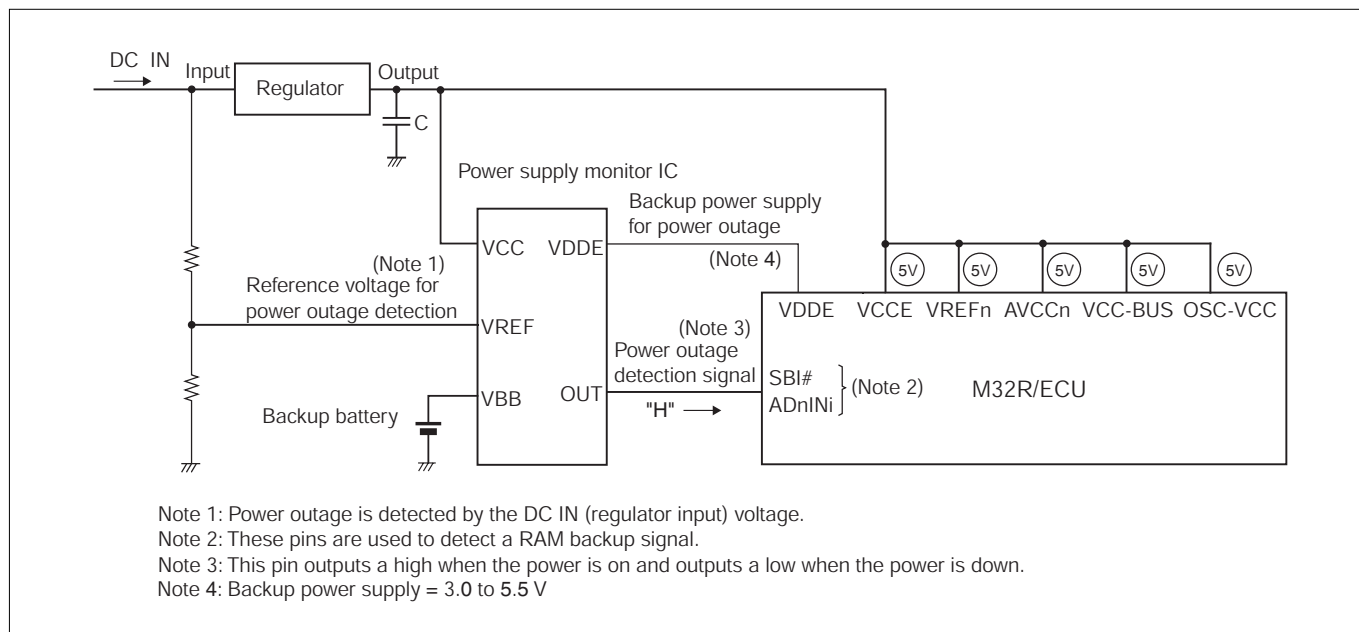 DC IN
Input
Regulator
Output
C
Power supply monitor IC
Backup power supply
for power outage
(Note 4)
VCC
VDDE
(Note 1)
Reference voltage for
power outage detection
VREF
5V
5V
5V
5V
5V
VDDE
VCCE
VREFn
AVCCn
VCC-BUS
OSC-VCC
(Note 3)
Power outage
detection signal
SBI#
ADnINi
(Note 2)
M32R/ECU
VBB
OUT
"H"
Backup battery
Note 1: Power outage is detected by the DC IN (regulator input) voltage.
Note 2: These pins are used to detect a RAM backup signal.
Note 3: This pin outputs a high when the power is on and outputs a low when the power is down.
Note 4: Backup power supply = 3.0 to 5.5 V